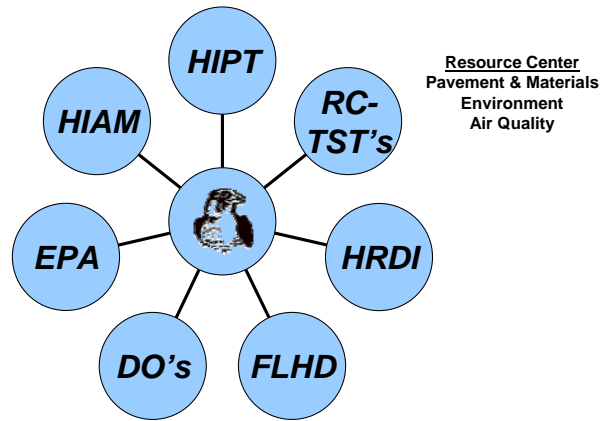 HIPT
RC-
TST's
HRDI
FLHD
DO's
EPA
HIAM
Resource Center
Pavement & Materials
Environment
Air Quality